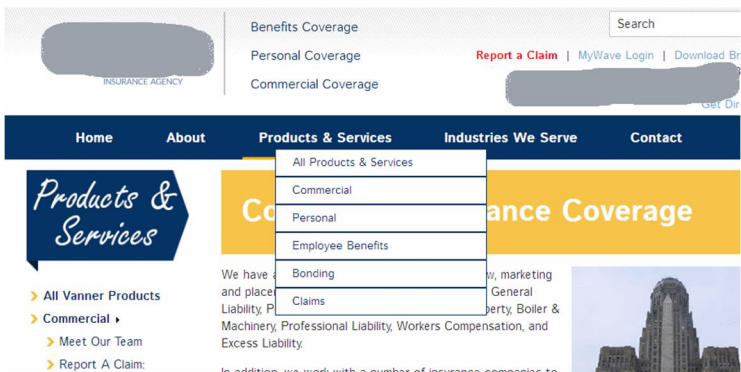 Benefits Coverage
Search
Personal Coverage
Report a Claim | MyWave Login | Download Br
INSURANCE AGENCY
Commercial Coverage
Get Dir
Home About Products & Services Industries We Serve Contact
All Products & Services
Commercial
Personal
Employee Benefits
Bonding
Claims
Products &
Services
Co ance Coverage
All Vanner Products
Commercial
Meet Our Team
Report A Claim:
We have a w, marketing
and placer General
Liability, P perty, Boiler &
Machinery, Professional Liability, Workers Compensation, and
Excess Liability.
In addition, we work with a number of insurance companies to